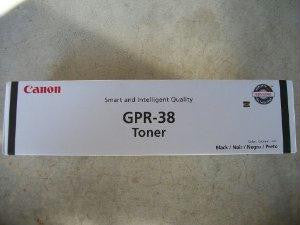 Canon
Smart and Intelligent Quality
GPR-38
Toner
Black / Noir / Negro / Preto